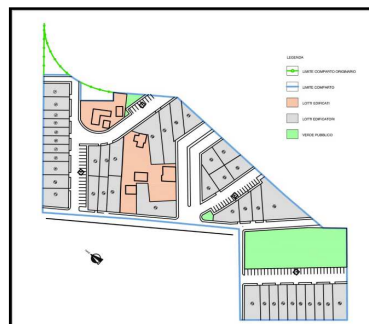 LEGENDA
LIMITE COMPARTO ORIGINARIO
LIMITE COMPARTO
LOTTI EDIFICATI
LOTTI EDIFICATORI
VERDE PUBBLICO